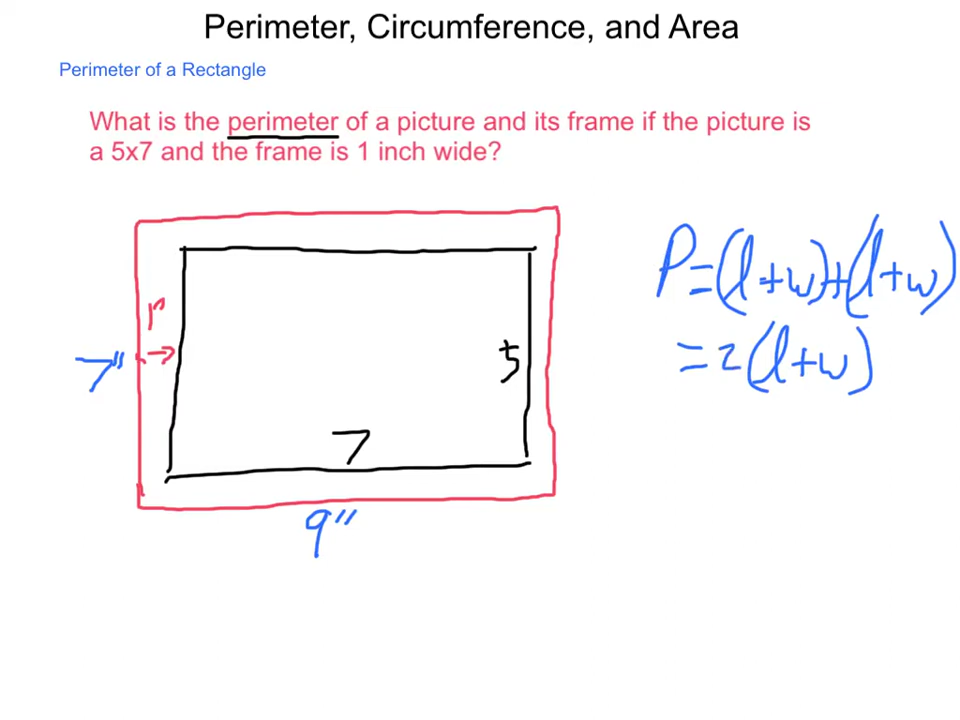 Perimeter, Circumference, and Area
Perimeter of a Rectangle
What is the perimeter of a picture and its frame if the picture is
a 5x7 and the frame is 1 inch wide?
P=(l+w)+(l+w)
=2(l+w)
1"
7"
5
7
9"